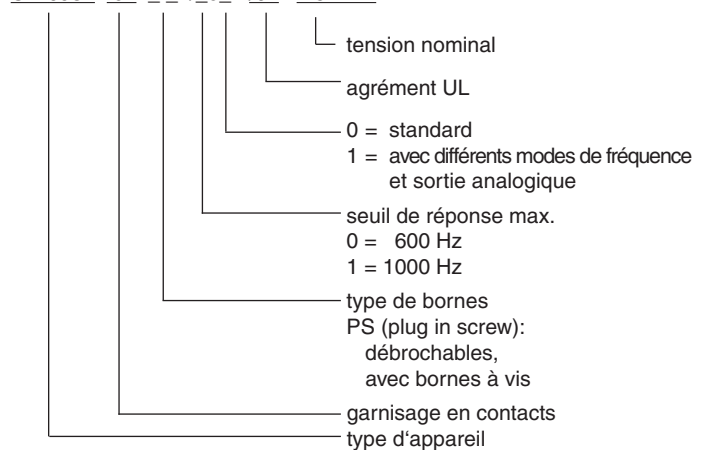 tension nominal
agrément UL
0 = standard
1 = avec différents modes de fréquence
et sortie analogique
seuil de réponse max.
0 = 600 Hz
1 = 1000 Hz
type de bornes
PS (plug in screw):
débrochables,
avec bornes à vis
garnisage en contacts
type d‘appareil